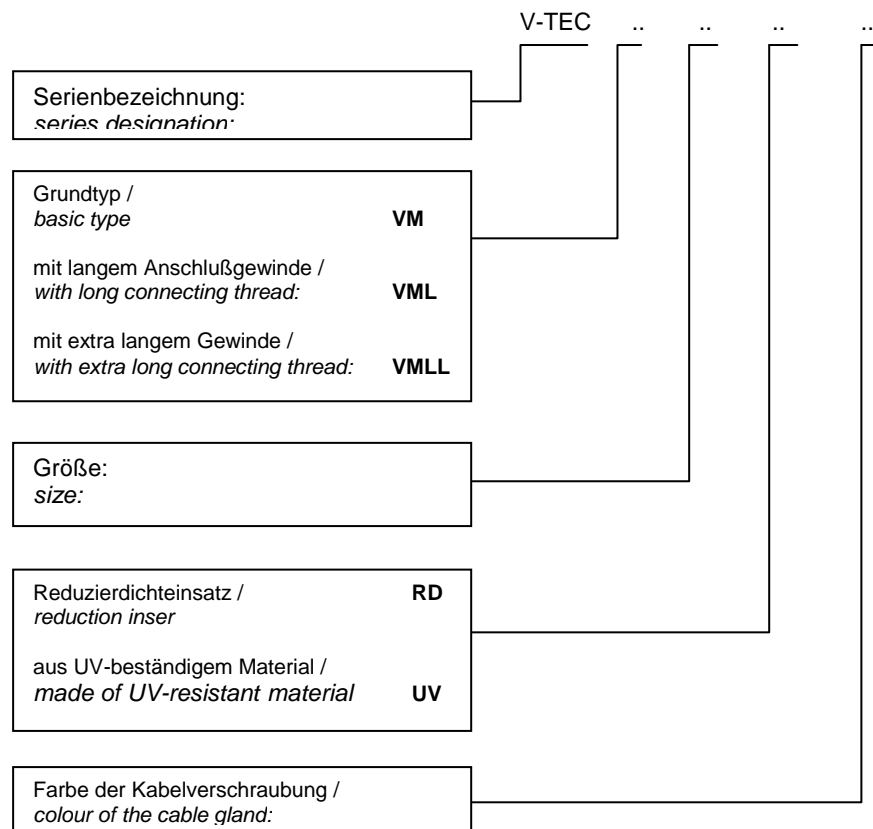 V-TEC .. .. .. ..
Serienbezeichnung:
series designation:
Grundtyp /
basic type VM
mit langem Anschlußgewinde /
with long connecting thread: VML
mit extra langem Gewinde /
with extra long connecting thread: VMLL
Größe:
size:
Reduzierdichteinsatz / RD
reduction inser
aus UV-beständigem Material /
made of UV-resistant material UV
Farbe der Kabelverschraubung /
colour of the cable gland: